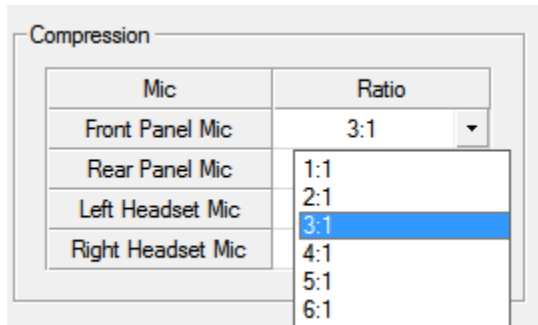 Compression
Mic Ratio
Front Panel Mic 3:1
Rear Panel Mic
Left Headset Mic
Right Headset Mic
1:1
2:1
3:1
4:1
5:1
6:1